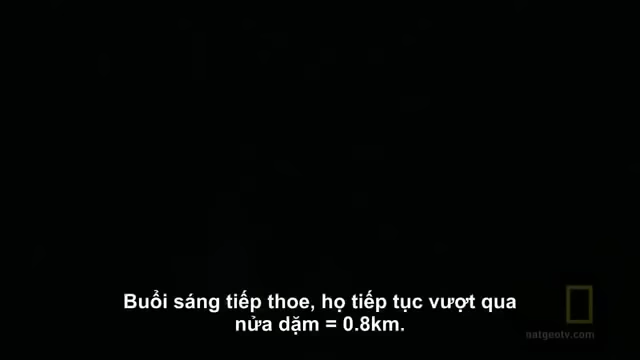 Buổi sáng tiếp thoe, họ tiếp tục vượt qua
nửa dặm = 0.8km.
natgeotv.com